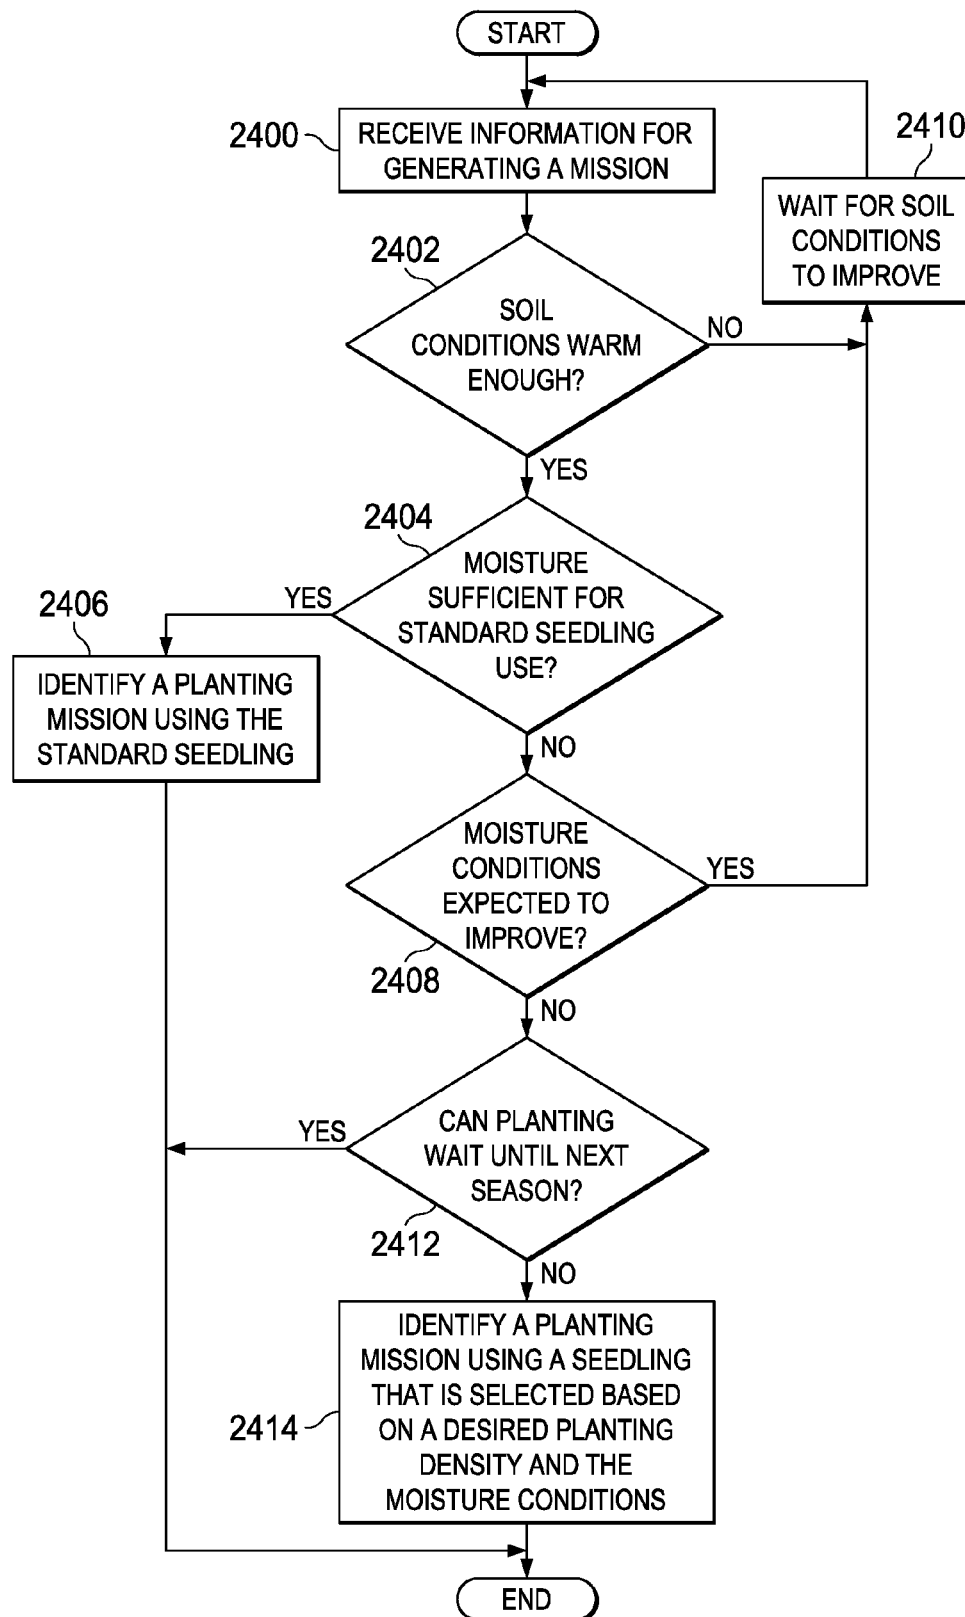 START
2400
RECEIVE INFORMATION FOR
GENERATING A MISSION
2410
WAIT FOR SOIL
CONDITIONS
TO IMPROVE
2402
SOIL
CONDITIONS WARM
ENOUGH?
NO
YES
2404
MOISTURE
SUFFICIENT FOR
STANDARD SEEDLING
USE?
YES
2406
IDENTIFY A PLANTING
MISSION USING THE
STANDARD SEEDLING
NO
MOISTURE
CONDITIONS
EXPECTED TO
IMPROVE?
YES
2408
NO
CAN PLANTING
WAIT UNTIL NEXT
SEASON?
YES
2412
NO
IDENTIFY A PLANTING
MISSION USING A SEEDLING
THAT IS SELECTED BASED
ON A DESIRED PLANTING
DENSITY AND THE
MOISTURE CONDITIONS
2414
END